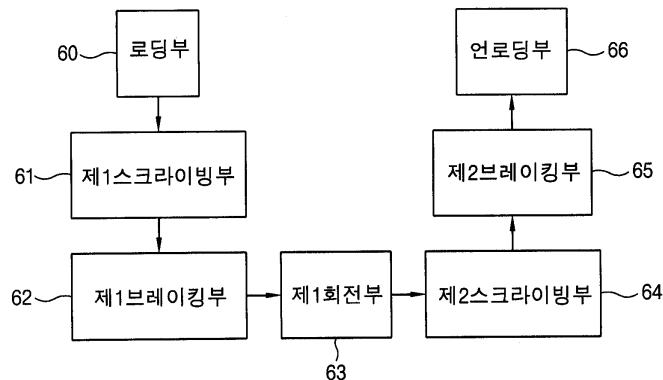 60
로딩부
언로딩부
66
61
제1스크라이빙부
제2브레이킹부
65
62
제1브레이킹부
제1회전부
제2스크라이빙부
64
63